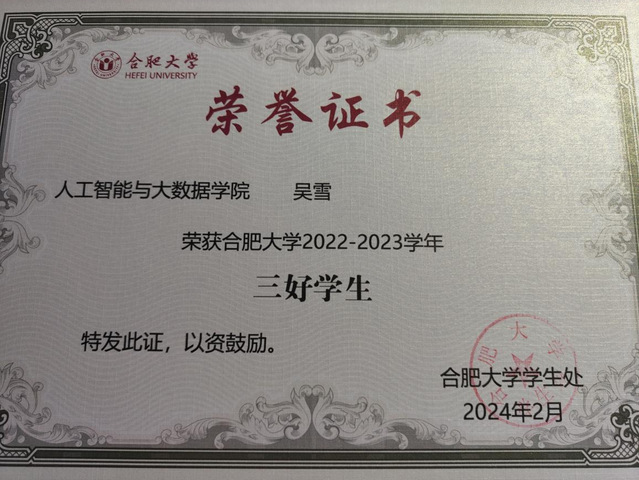 合肥大学
HEFEI UNIVERSITY
荣誉证书
人工智能与大数据学院 吴雪
荣获合肥大学2022-2023学年
三好学生
特发此证，以资鼓励。
合肥大学学生处
2024年2月